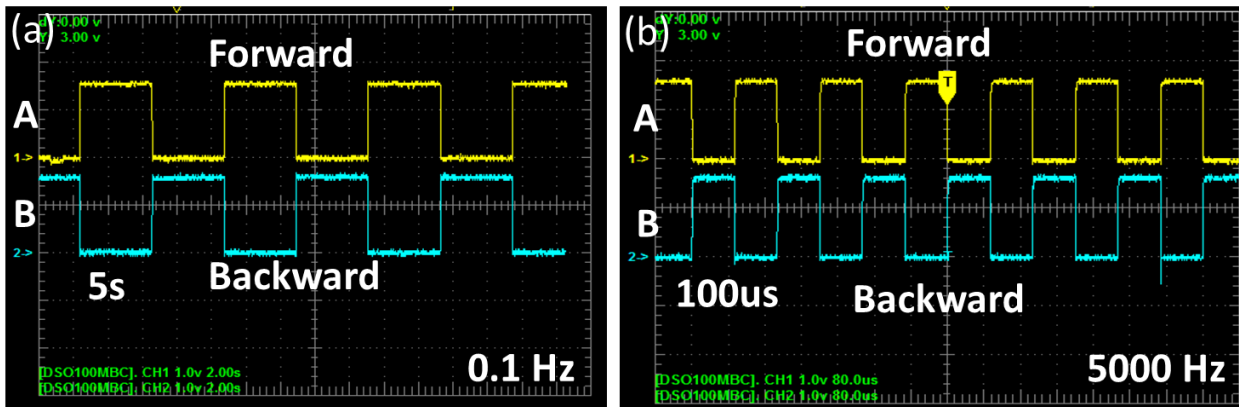 (a)
dY:0.00 v
Y 3.00 v
Forward
A
1->
B
2->
5s
Backward
[DSO100MBC]. CH1 1.0v 2.00s
[DSO100MBC]. CH2 1.0v 2.00s
0.1 Hz
(b)
dY:0.00 v
Y 3.00 v
Forward
T
A
1->
B
2->
100us
Backward
[DSO100MBC]. CH1 1.0v 80.0us
[DSO100MBC]. CH2 1.0v 80.0us
5000 Hz